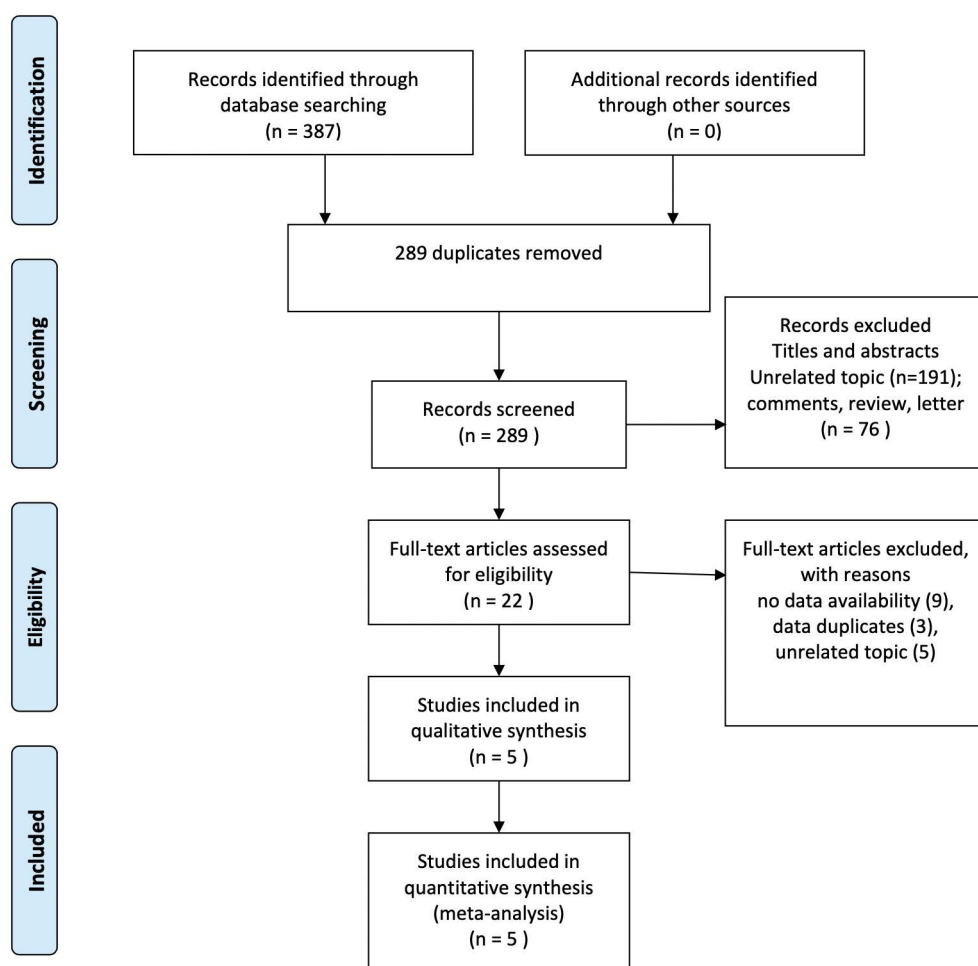 Identification
Records identified through
database searching
(n = 387)
Additional records identified
through other sources
(n = 0)
289 duplicates removed
Screening
Records excluded
Titles and abstracts
Unrelated topic (n=191);
comments, review, letter
(n = 76 )
Records screened
(n = 289 )
Eligibility
Full-text articles assessed
for eligibility
(n = 22 )
Full-text articles excluded,
with reasons
no data availability (9),
data duplicates (3),
unrelated topic (5)
Studies included in
qualitative synthesis
(n = 5 )
Included
Studies included in
quantitative synthesis
(meta-analysis)
(n = 5 )